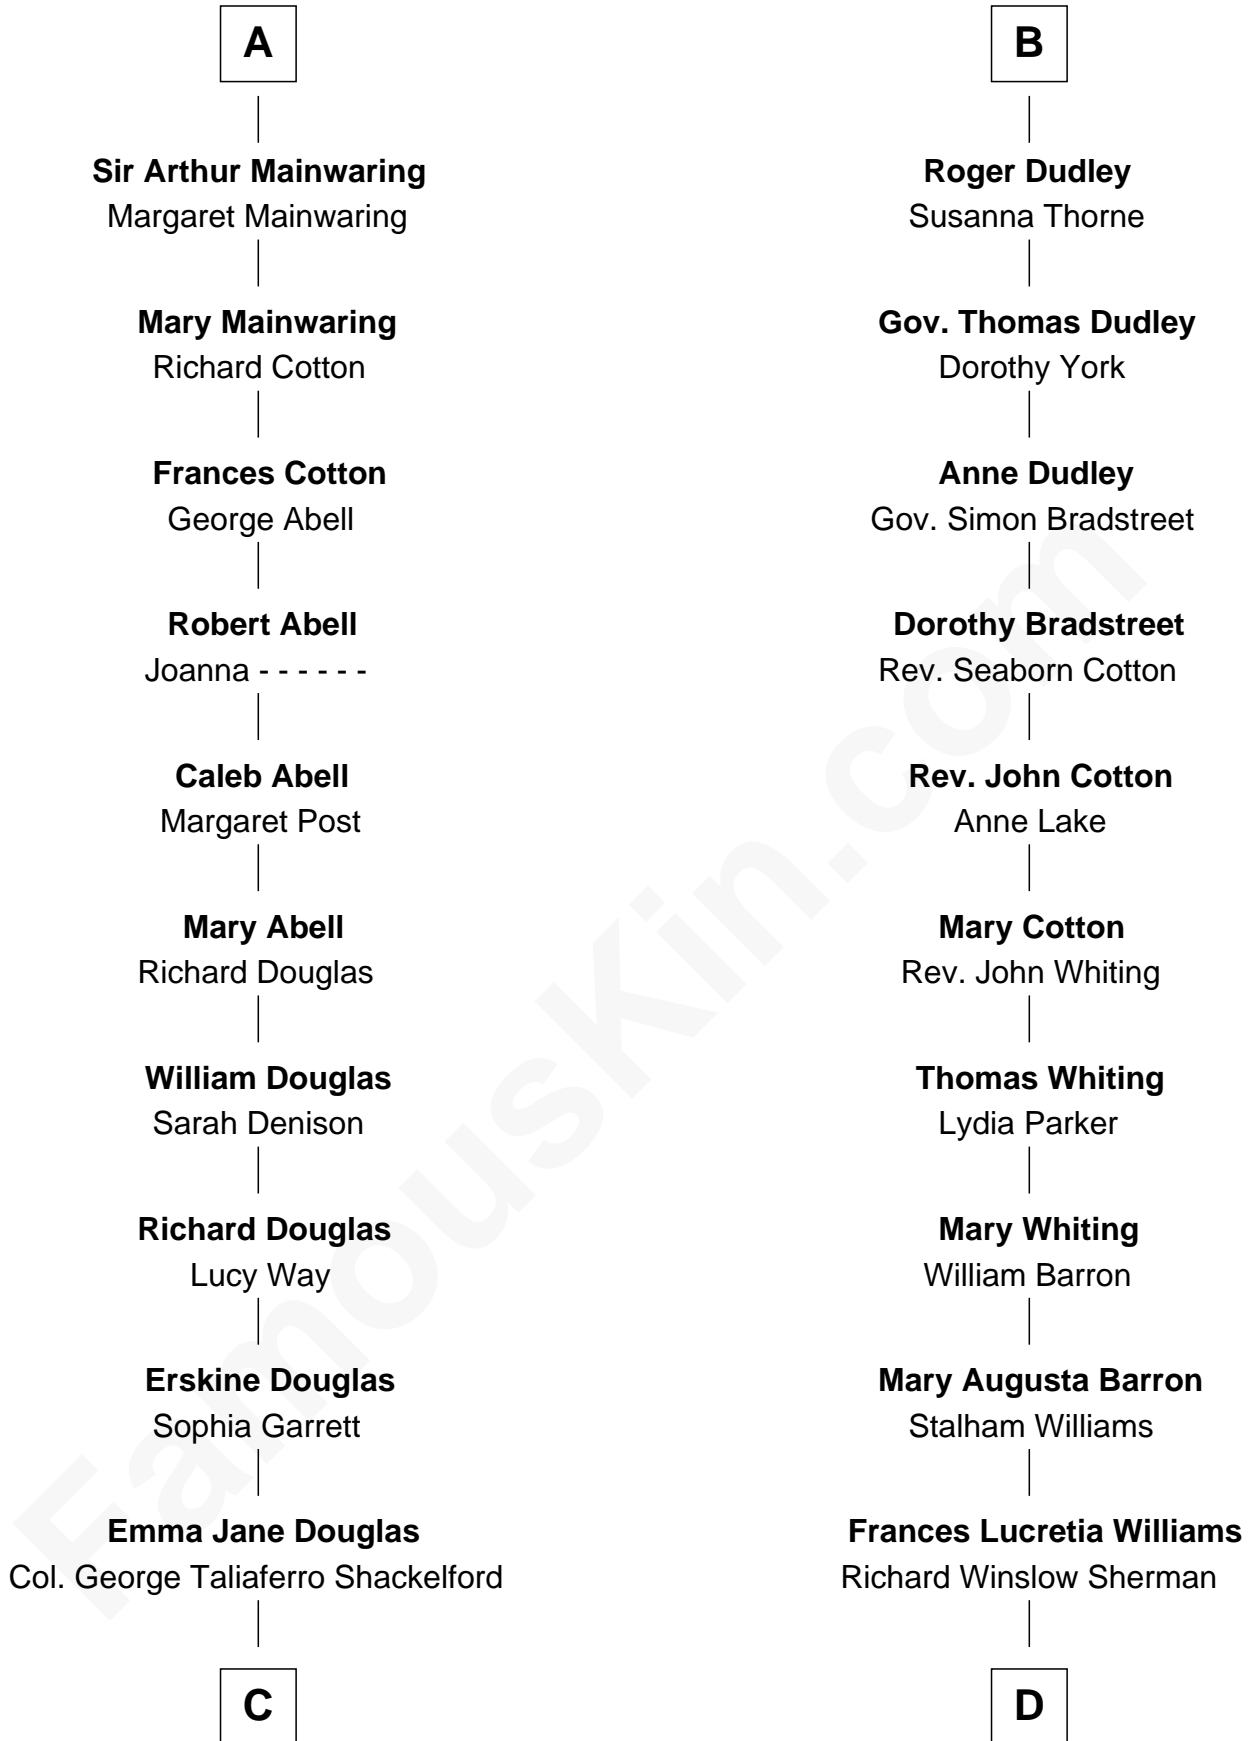 A
Sir Arthur Mainwaring
Margaret Mainwaring
Mary Mainwaring
Richard Cotton
Frances Cotton
George Abell
Robert Abell
Joanna - - - - - -
Caleb Abell
Margaret Post
Mary Abell
Richard Douglas
William Douglas
Sarah Denison
Richard Douglas
Lucy Way
Erskine Douglas
Sophia Garrett
Emma Jane Douglas
Col. George Taliaferro Shackelford
C
B
Roger Dudley
Susanna Thorne
Gov. Thomas Dudley
Dorothy York
Anne Dudley
Gov. Simon Bradstreet
Dorothy Bradstreet
Rev. Seaborn Cotton
Rev. John Cotton
Anne Lake
Mary Cotton
Rev. John Whiting
Thomas Whiting
Lydia Parker
Mary Whiting
William Barron
Mary Augusta Barron
Stalham Williams
Frances Lucretia Williams
Richard Winslow Sherman
D
FamousKin.com